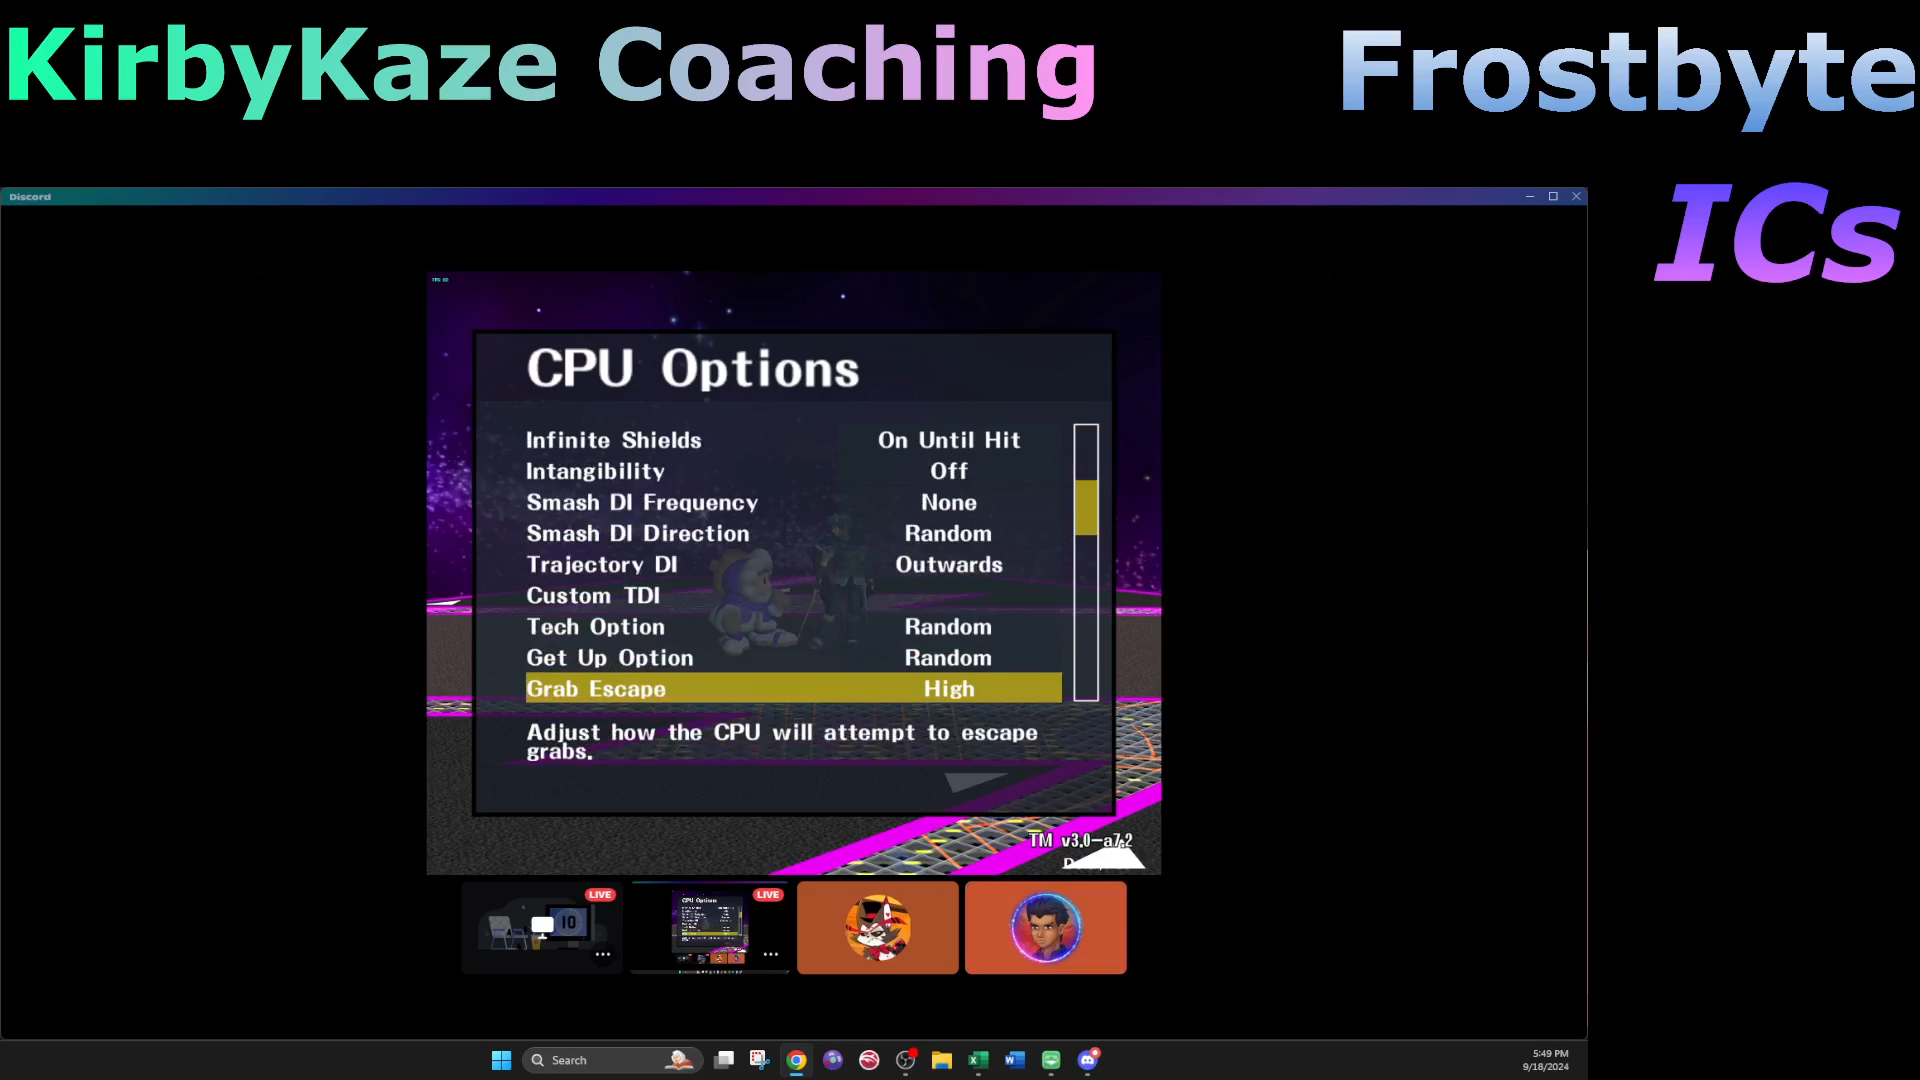 KirbyKaze Coaching
Frostbyte
ICs
Discord
CPU Options
Infinite Shields On Until Hit
Intangibility Off
Smash DI Frequency None
Smash DI Direction Random
Trajectory DI Outwards
Custom TDI
Tech Option Random
Get Up Option Random
Grab Escape High
Adjust how the CPU will attempt to escape
grabs.
TM v3.0-a7.2
LIVE
LIVE
10
CPU Options
Search
5:49 PM
9/18/2024